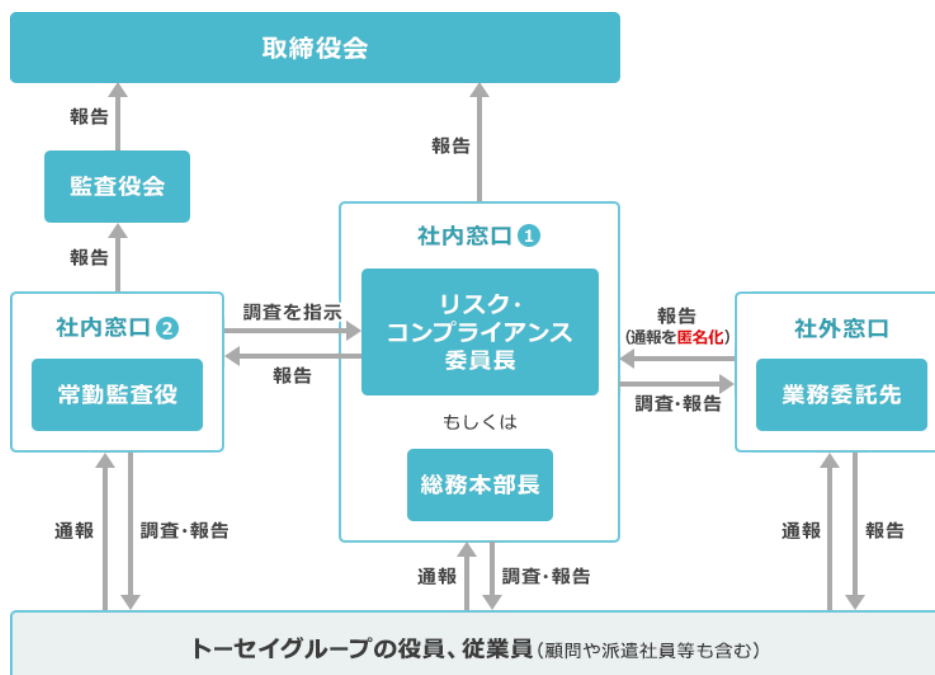 取締役会
報告
報告
監査役会
報告
社内窓口 1
リスク・
コンプライアンス
委員長
もしくは
総務本部長
社内窓口 2
常勤監査役
調査を指示
報告
報告
(通報を匿名化)
調査・報告
社外窓口
業務委託先
通報
調査・報告
通報
調査・報告
通報
報告
トーセイグループの役員、従業員(顧問や派遣社員等も含む)